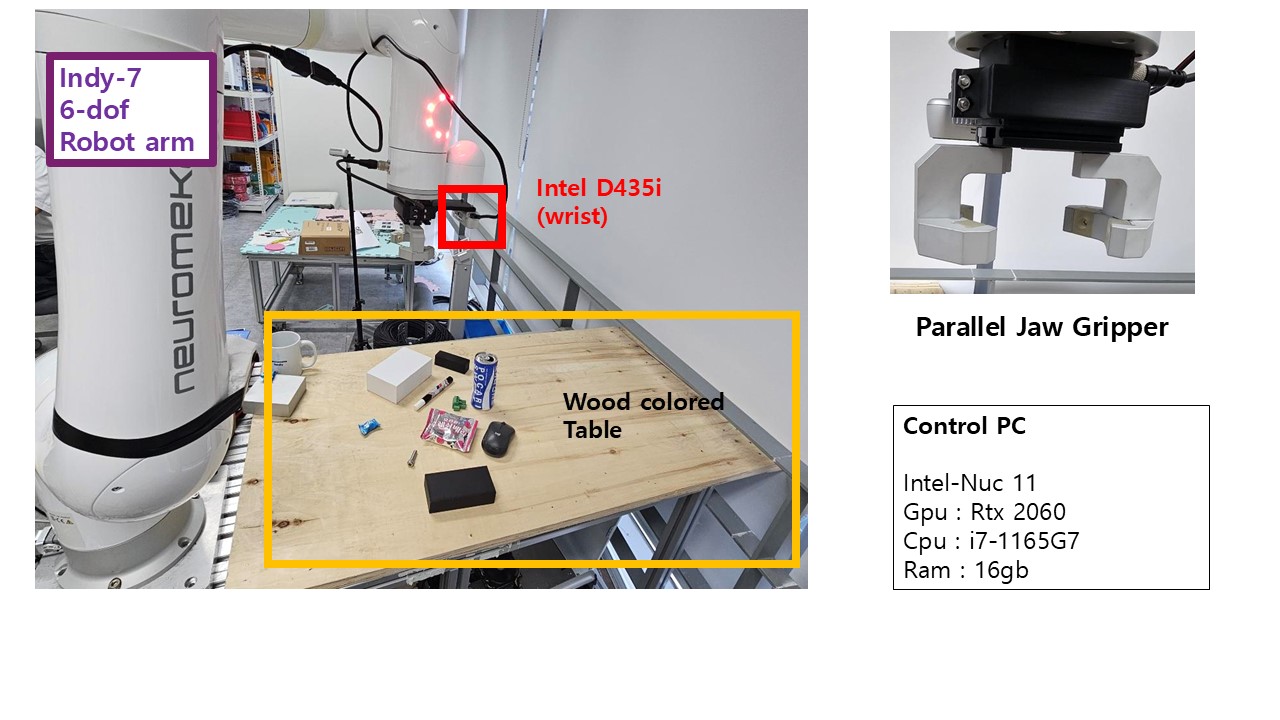 Indy-7
6-dof
Robot arm
neuromek
Intel D435i
(wrist)
POCARI
Wood colored
Table
Parallel Jaw Gripper
Control PC
Intel-Nuc 11
Gpu : Rtx 2060
Cpu : i7-1165G7
Ram : 16gb